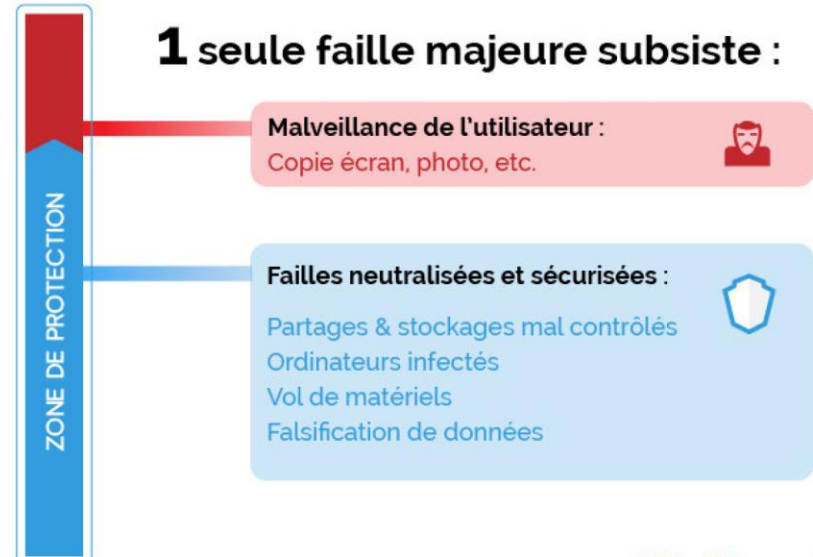 1 seule faille majeure subsiste :
Malveillance de l'utilisateur :
Copie écran, photo, etc.
ZONE DE PROTECTION
Failles neutralisées et sécurisées :
Partages & stockages mal contrôlés
Ordinateurs infectés
Vol de matériels
Falsification de données